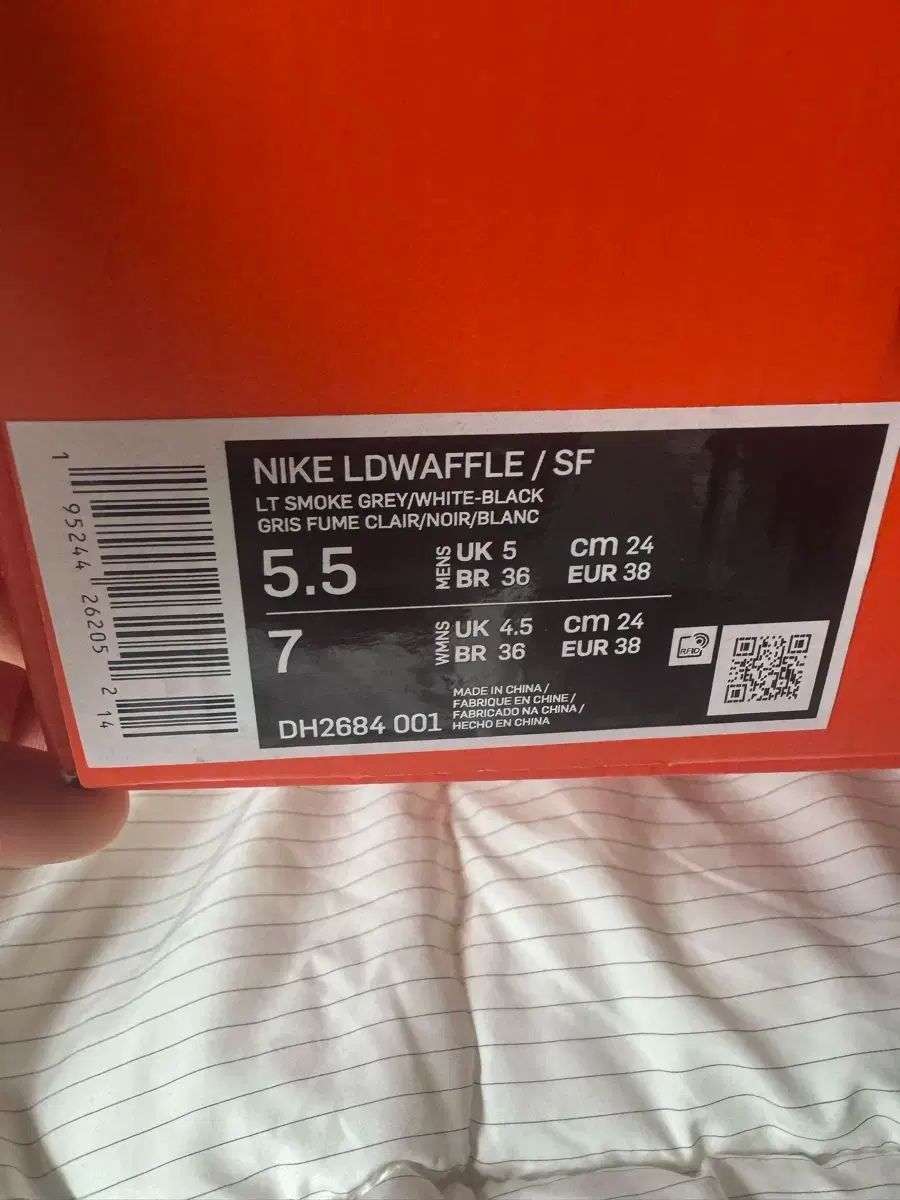 NIKE LDWAFFLE / SF
LT SMOKE GREY/WHITE-BLACK
GRIS FUME CLAIR/NOIR/BLANC
5.5 MENS UK 5 cm 24
BR 36 EUR 38
7 WMNS UK 4.5 cm 24
BR 36 EUR 38
RFID
DH2684 001
MADE IN CHINA /
FABRIQUE EN CHINE /
FABRICADO NA CHINA /
HECHO EN CHINA
1 95244 26205 2 14